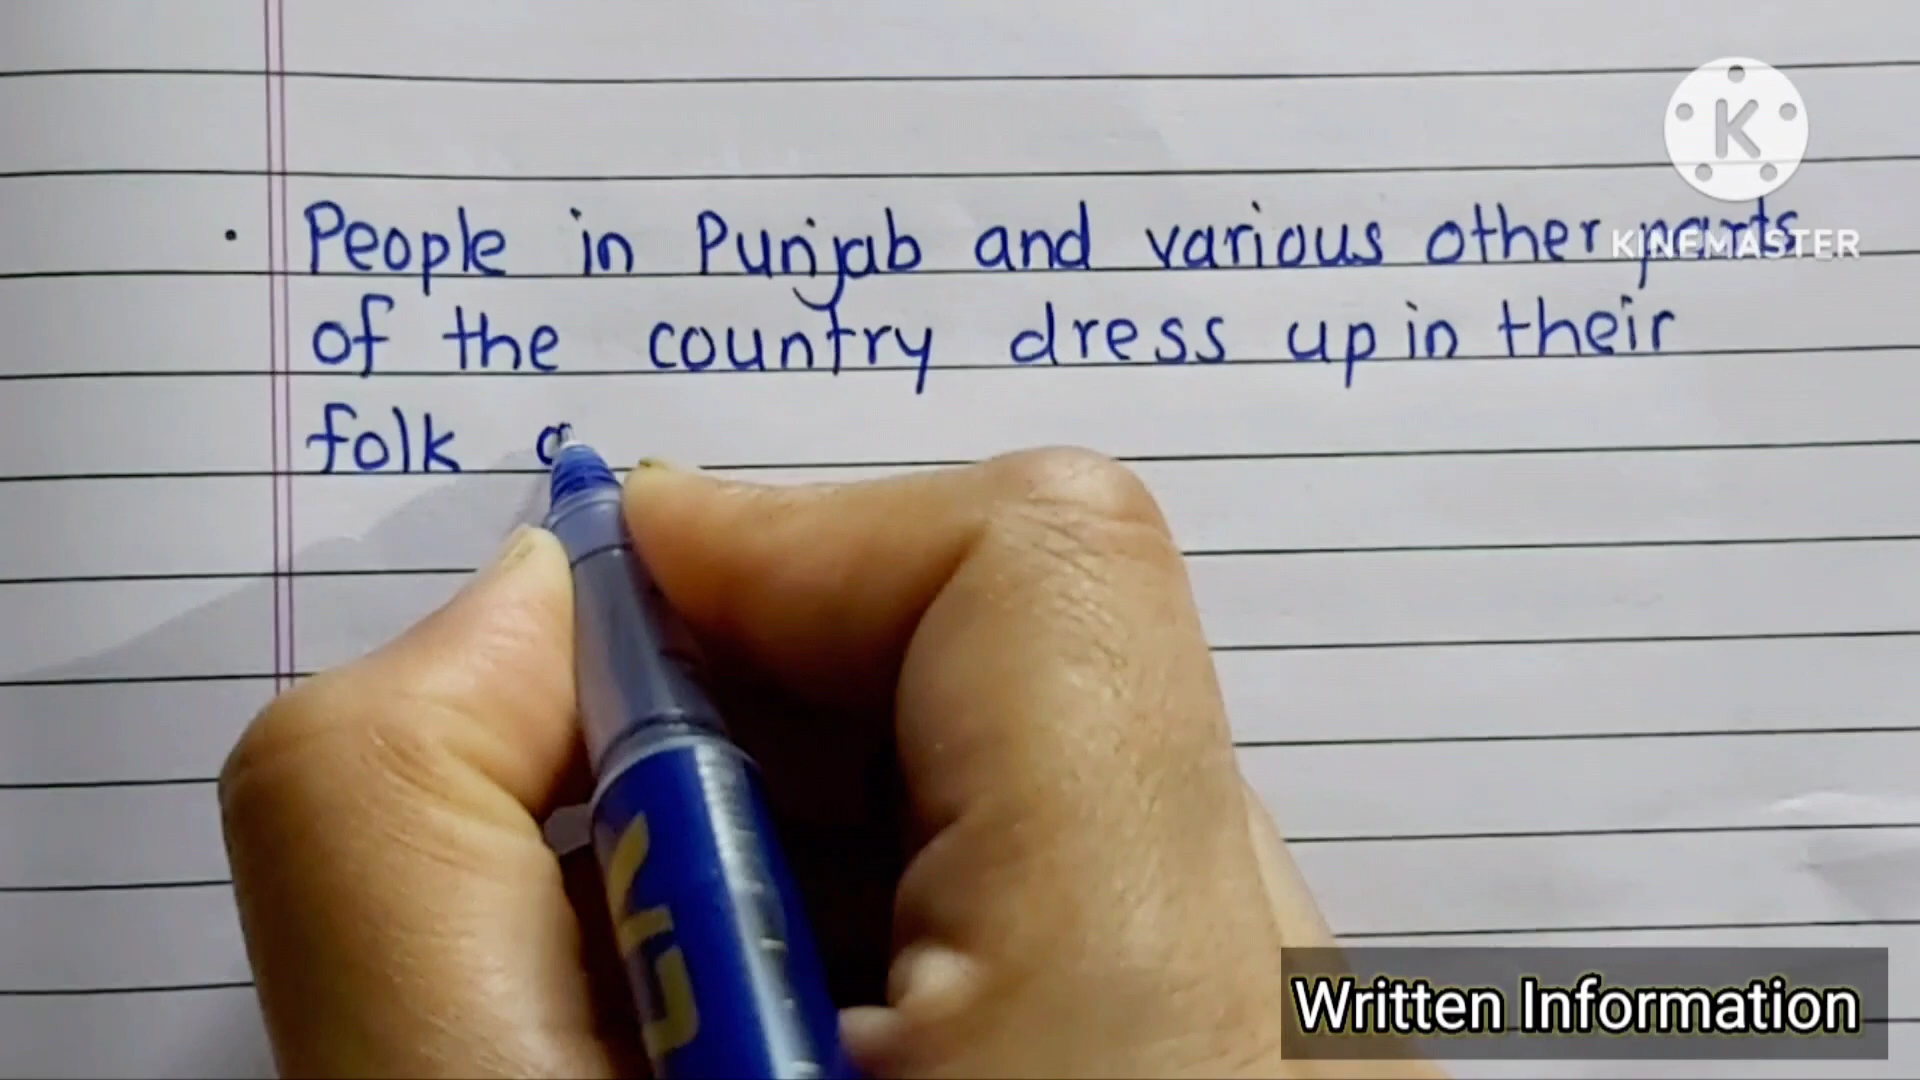 K
KINEMASTER
· People in Punjab and various other parts
of the country dress up in their
folk a
Written Information